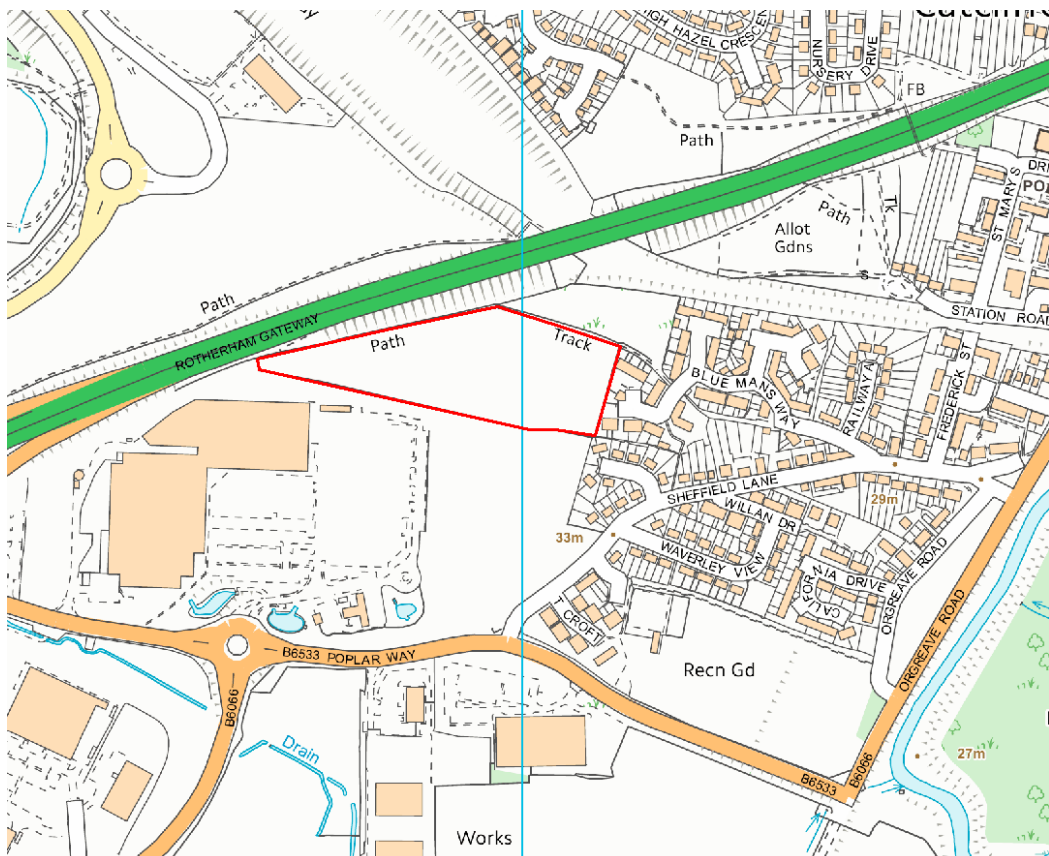 HIGH HAZEL CRESCEN
NURSERY DRIVE
FB
Path
DRI
ST MARY'S
Path
Tk
Allot
Gdns
Path
STATION ROAD
ROTHERHAM GATEWAY
Path
Track
BLUE MANS WAY
RAILWAY A
FREDERICK ST
SHEFFIELD LANE
29m
WILLAN DR
33m
WAVERLEY VIEW
CALIFORNIA DRIVE
ORGREAVE ROAD
ORGREAVE ROAD
T CROFT
B6533 POPLAR WAY
Recn Gd
B6066
Drain
27m
B6533
B6066
Works